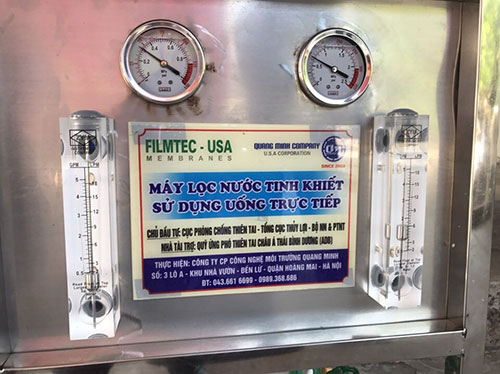 FILMTEC - USA
MEMBRANES
QUANG MINH COMPANY
U.S.A CORPORATION
SINCE 2003
MÁY LỌC NƯỚC TINH KHIẾT
SỬ DỤNG UỐNG TRỰC TIẾP
CHỦ ĐẦU TƯ: CỤC PHÒNG CHỐNG THIÊN TAI - TỔNG CỤC THỦY LỢI - BỘ NN & PTNT
NHÀ TÀI TRỢ: QUỸ ỨNG PHÓ THIÊN TAI CHÂU Á THÁI BÌNH DƯƠNG (ADB)
THỰC HIỆN: CÔNG TY CP CÔNG NGHỆ MÔI TRƯỜNG QUANG MINH
SỐ: 3 LÔ A - KHU NHÀ VƯỜN - ĐỀN LỪ - QUẬN HOÀNG MAI - HÀ NỘI
ĐT: 043.661 6699 - 0989.368.686
GPM LPM